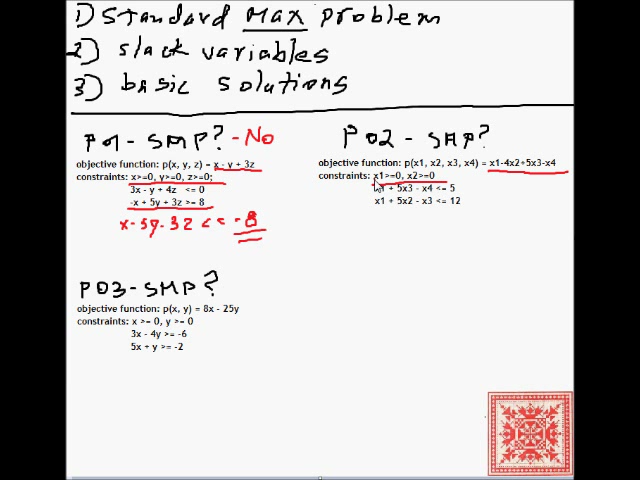 1) Standard Max Problem
2) slack variables
3) basic solutions
P01 - SMP? - No
objective function: p(x, y, z) = x - y + 3z
constraints: x>=0, y>=0, z>=0;
3x - y + 4z <= 0
-x + 5y + 3z >= 8
x - 5y - 3z <= -8
P02 - SMP?
objective function: p(x1, x2, x3, x4) = x1-4x2+5x3-x4
constraints: x1>=0, x2>=0
+ 5x3 - x4 <= 5
x1 + 5x2 - x3 <= 12
P03 - SMP?
objective function: p(x, y) = 8x - 25y
constraints: x >= 0, y >= 0
3x - 4y >= -6
5x + y >= -2